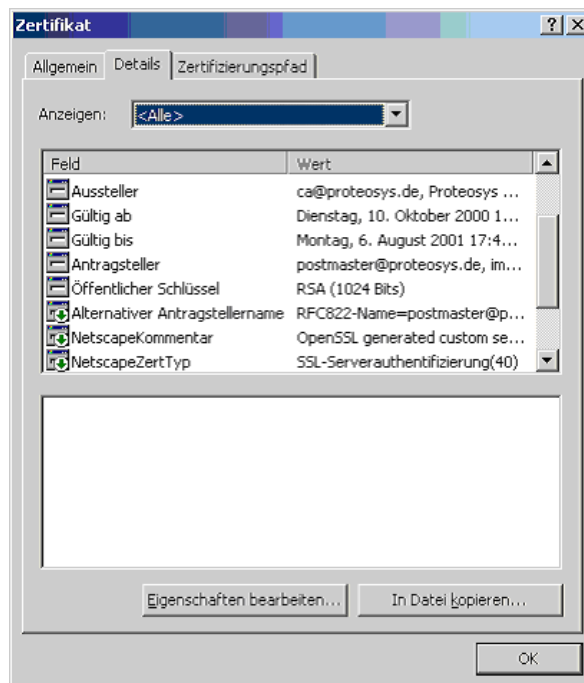 Zertifikat
Allgemein Details Zertifizierungspfad
Anzeigen: <Alle>
Feld Wert
Aussteller ca@proteosys.de, Proteosys ...
Gültig ab Dienstag, 10. Oktober 2000 1...
Gültig bis Montag, 6. August 2001 17:4...
Antragsteller postmaster@proteosys.de, im...
Öffentlicher Schlüssel RSA (1024 Bits)
Alternativer Antragstellername RFC822-Name=postmaster@p...
NetscapeKommentar OpenSSL generated custom se...
NetscapeZertTyp SSL-Serverauthentifizierung(40)
Eigenschaften bearbeiten... In Datei kopieren...
OK